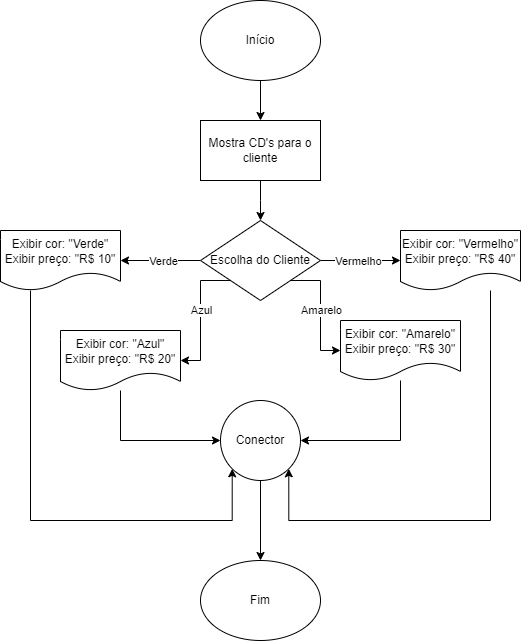 Início
Mostra CD's para o
cliente
Exibir cor: "Verde"
Exibir preço: "R$ 10"
Verde
Escolha do Cliente
Vermelho
Exibir cor: "Vermelho"
Exibir preço: "R$ 40"
Azul
Amarelo
Exibir cor: "Azul"
Exibir preço: "R$ 20"
Exibir cor: "Amarelo"
Exibir preço: "R$ 30"
Conector
Fim